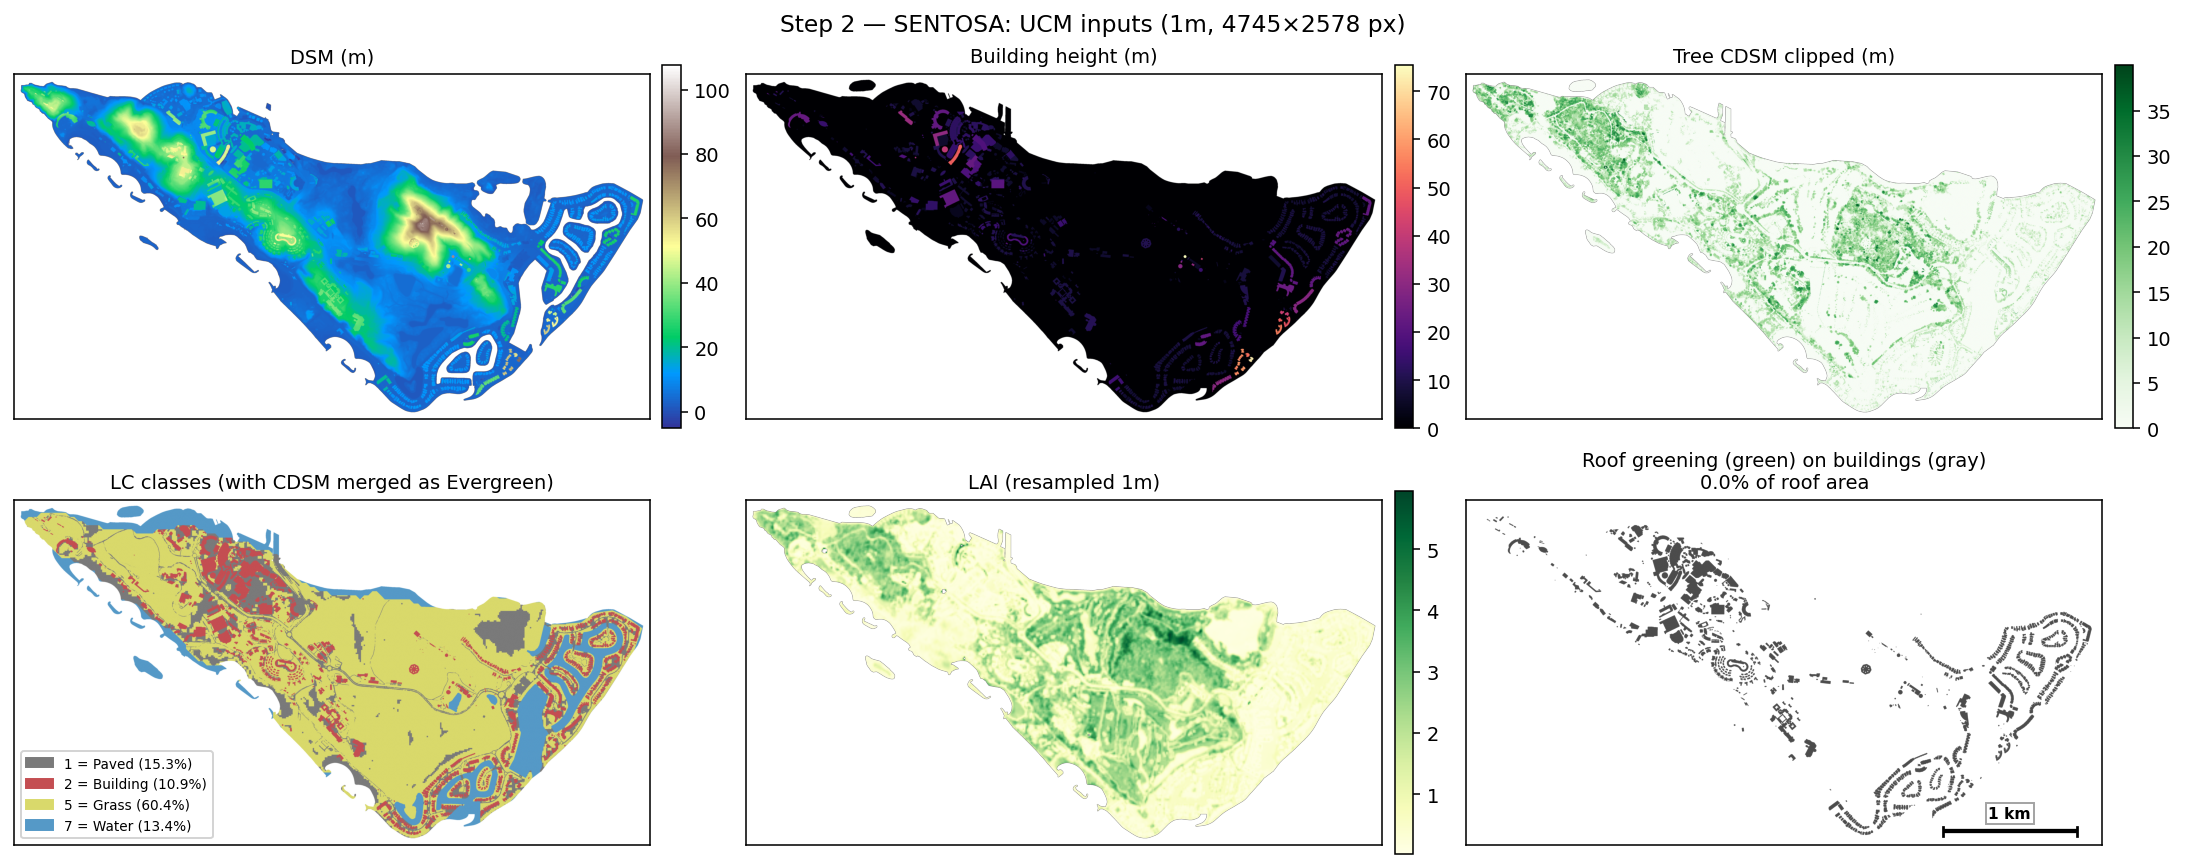 Step 2 — SENTOSA: UCM inputs (1m, 4745×2578 px)
DSM (m)
100
80
60
40
20
0
Building height (m)
70
60
50
40
30
20
10
0
Tree CDSM clipped (m)
35
30
25
20
15
10
5
0
LC classes (with CDSM merged as Evergreen)
1 = Paved (15.3%)
2 = Building (10.9%)
5 = Grass (60.4%)
7 = Water (13.4%)
LAI (resampled 1m)
5
4
3
2
1
Roof greening (green) on buildings (gray)
0.0% of roof area
1 km